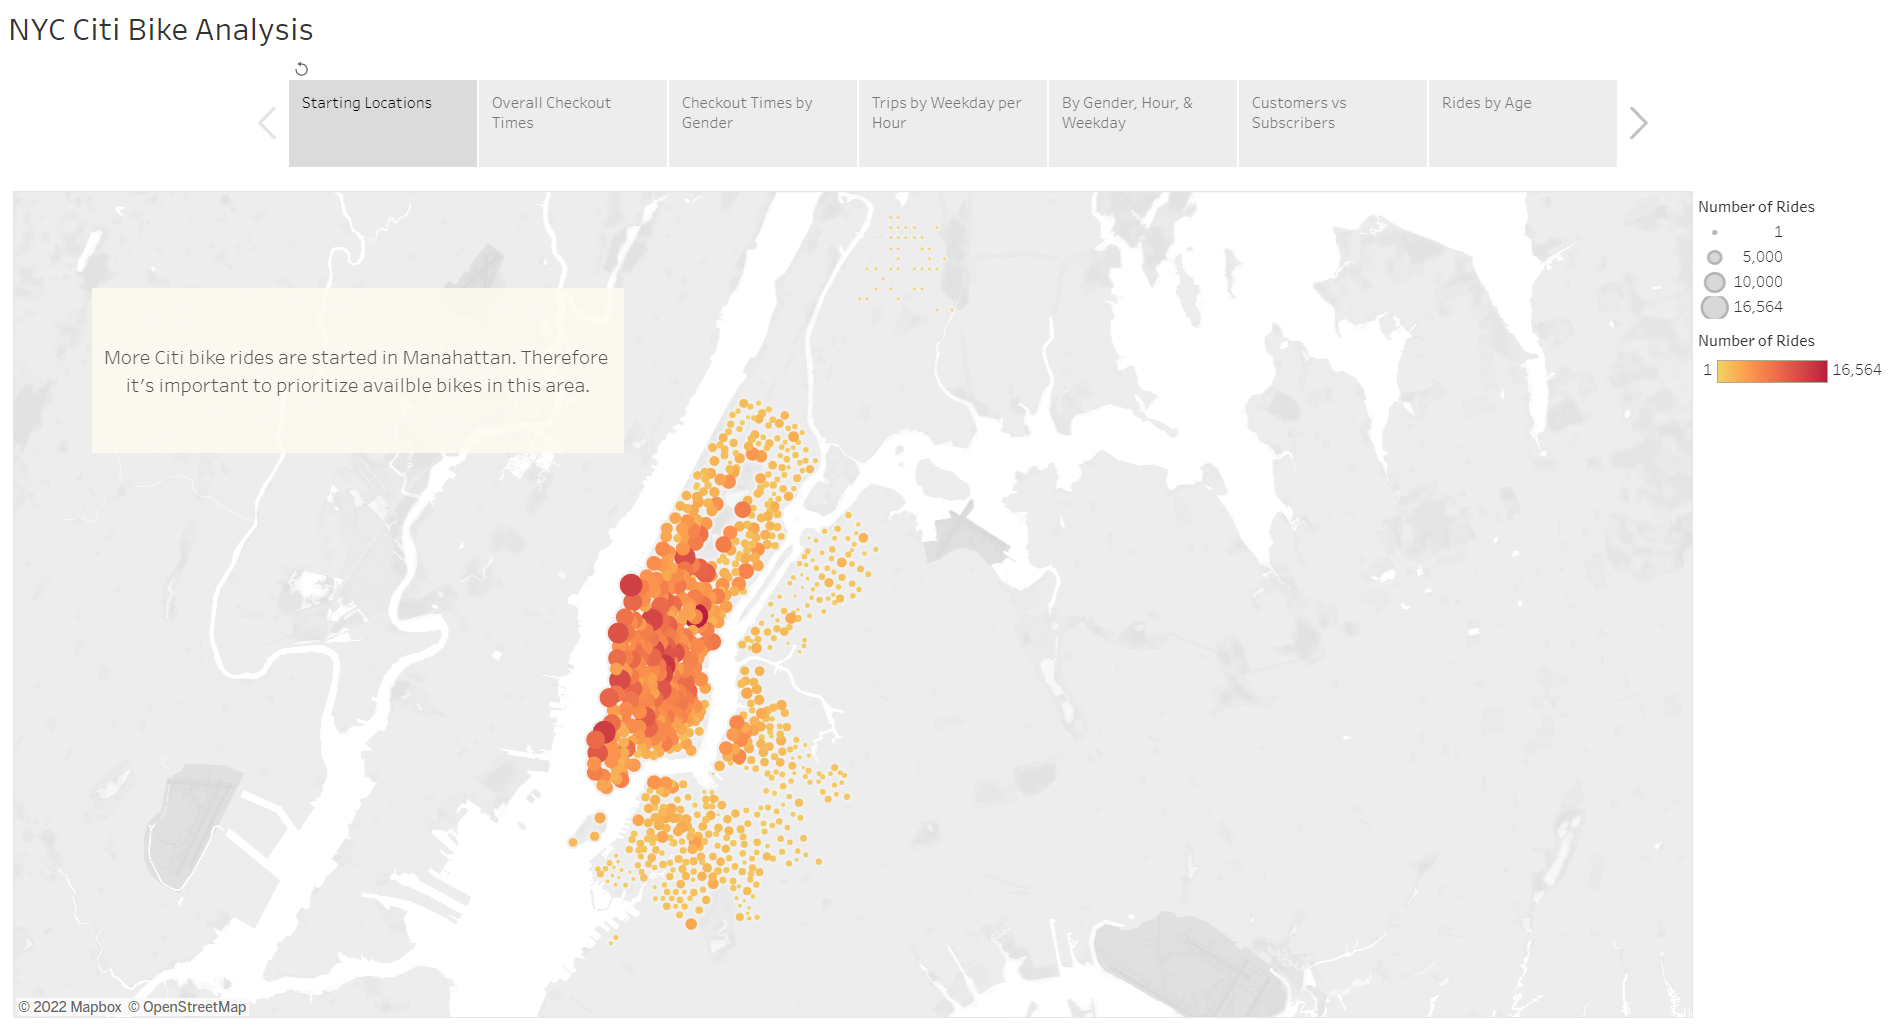 NYC Citi Bike Analysis
Starting Locations
Overall Checkout
Times
Checkout Times by
Gender
Trips by Weekday per
Hour
By Gender, Hour, &
Weekday
Customers vs
Subscribers
Rides by Age
More Citi bike rides are started in Manahattan. Therefore
it's important to prioritize availble bikes in this area.
Number of Rides
1
5,000
10,000
16,564
Number of Rides
1 16,564
© 2022 Mapbox © OpenStreetMap